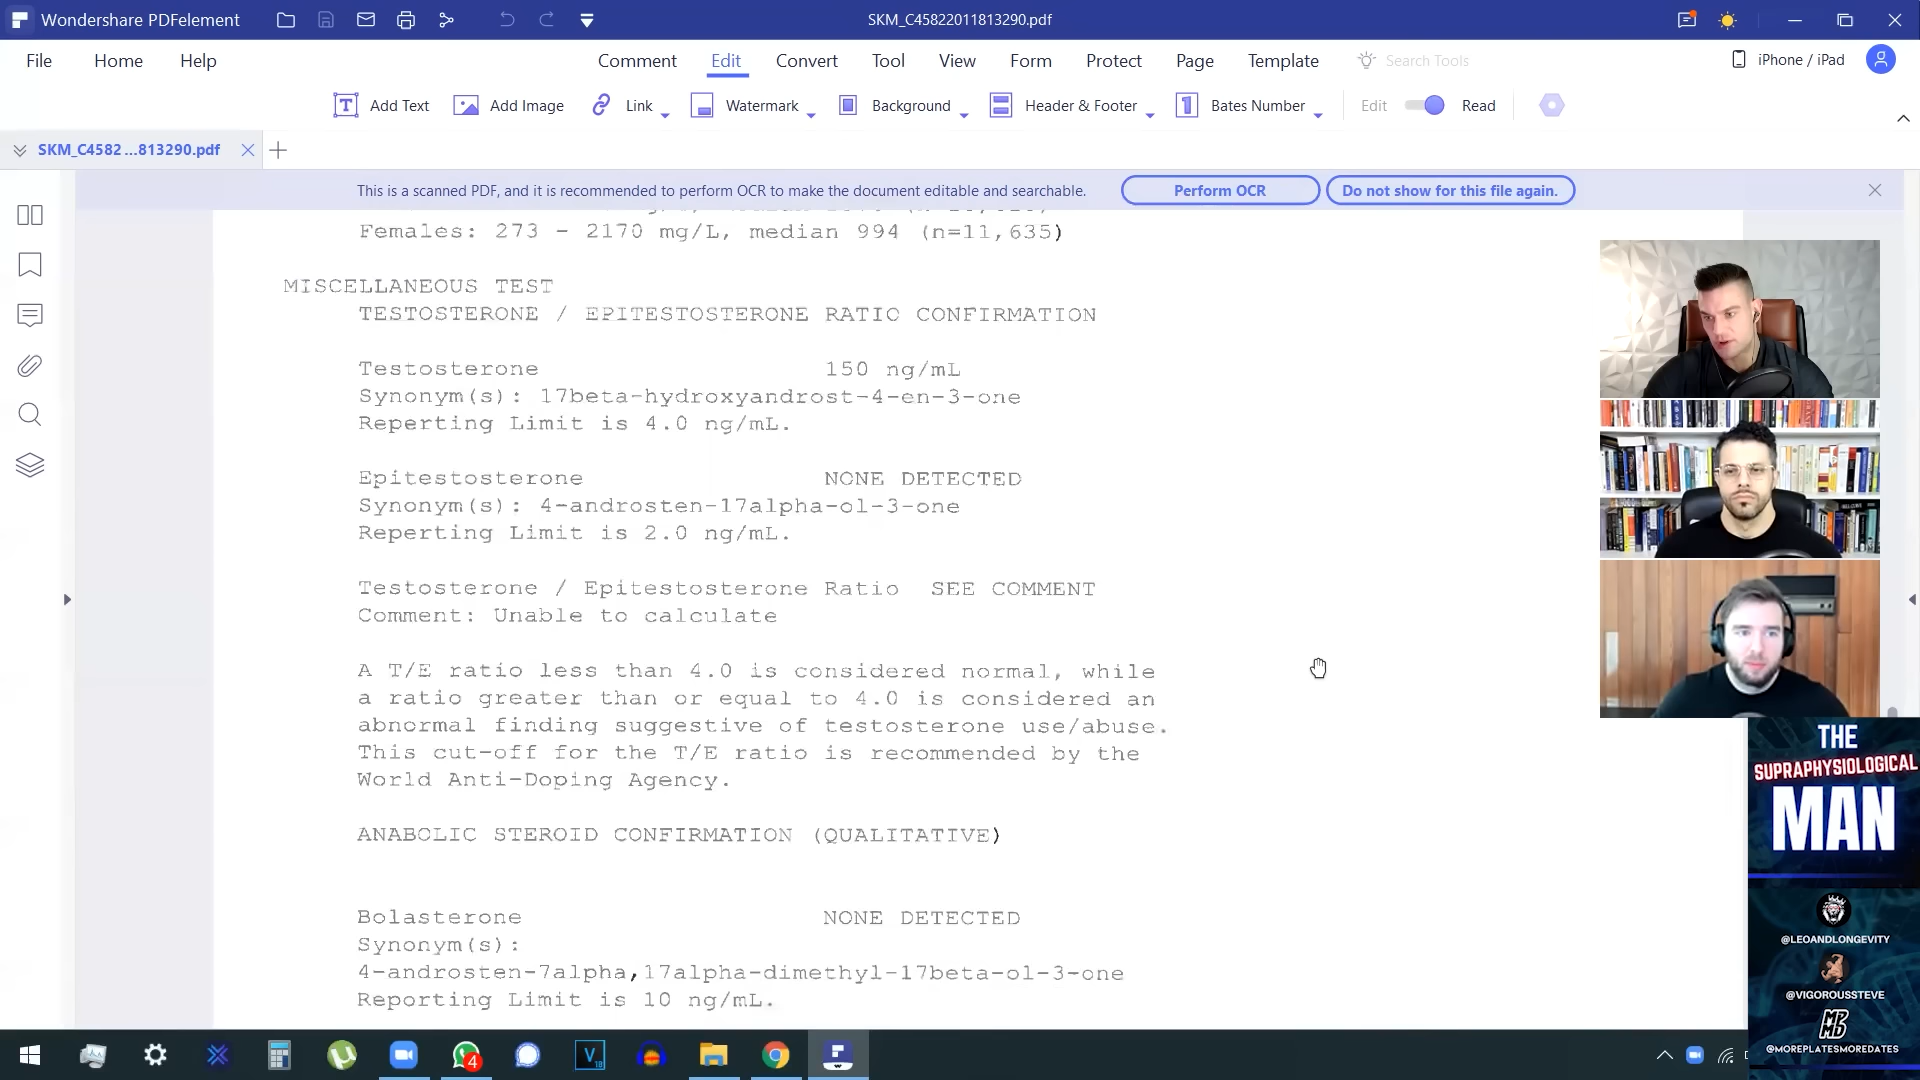 Wondershare PDFelement
SKM_C45822011813290.pdf
File
Home
Help
Comment
Edit
Convert
Tool
View
Form
Protect
Page
Template
Search Tools
iPhone / iPad
Add Text
Add Image
Link
Watermark
Background
Header & Footer
Bates Number
Edit
Read
SKM_C4582 ...813290.pdf
This is a scanned PDF, and it is recommended to perform OCR to make the document editable and searchable.
Perform OCR
Do not show for this file again.
Females: 273 - 2170 mg/L, median 994 (n=11,635)
MISCELLANEOUS TEST
TESTOSTERONE / EPITESTOSTERONE RATIO CONFIRMATION
Testosterone 150 ng/mL
Synonym(s): 17beta-hydroxyandrost-4-en-3-one
Reporting Limit is 4.0 ng/mL.
Epitestosterone NONE DETECTED
Synonym(s): 4-androsten-17alpha-ol-3-one
Reporting Limit is 2.0 ng/mL.
Testosterone / Epitestosterone Ratio SEE COMMENT
Comment: Unable to calculate
A T/E ratio less than 4.0 is considered normal, while
a ratio greater than or equal to 4.0 is considered an
abnormal finding suggestive of testosterone use/abuse.
This cut-off for the T/E ratio is recommended by the
World Anti-Doping Agency.
ANABOLIC STEROID CONFIRMATION (QUALITATIVE)
Bolasterone NONE DETECTED
Synonym(s):
4-androsten-7alpha,17alpha-dimethyl-17beta-ol-3-one
Reporting Limit is 10 ng/mL.
THE
SUPRAPHYSIOLOGICAL
MAN
@LEOANDLONGEVITY
@VIGOROUSSTEVE
MP
MD
@MOREPLATESMOREDATES
4